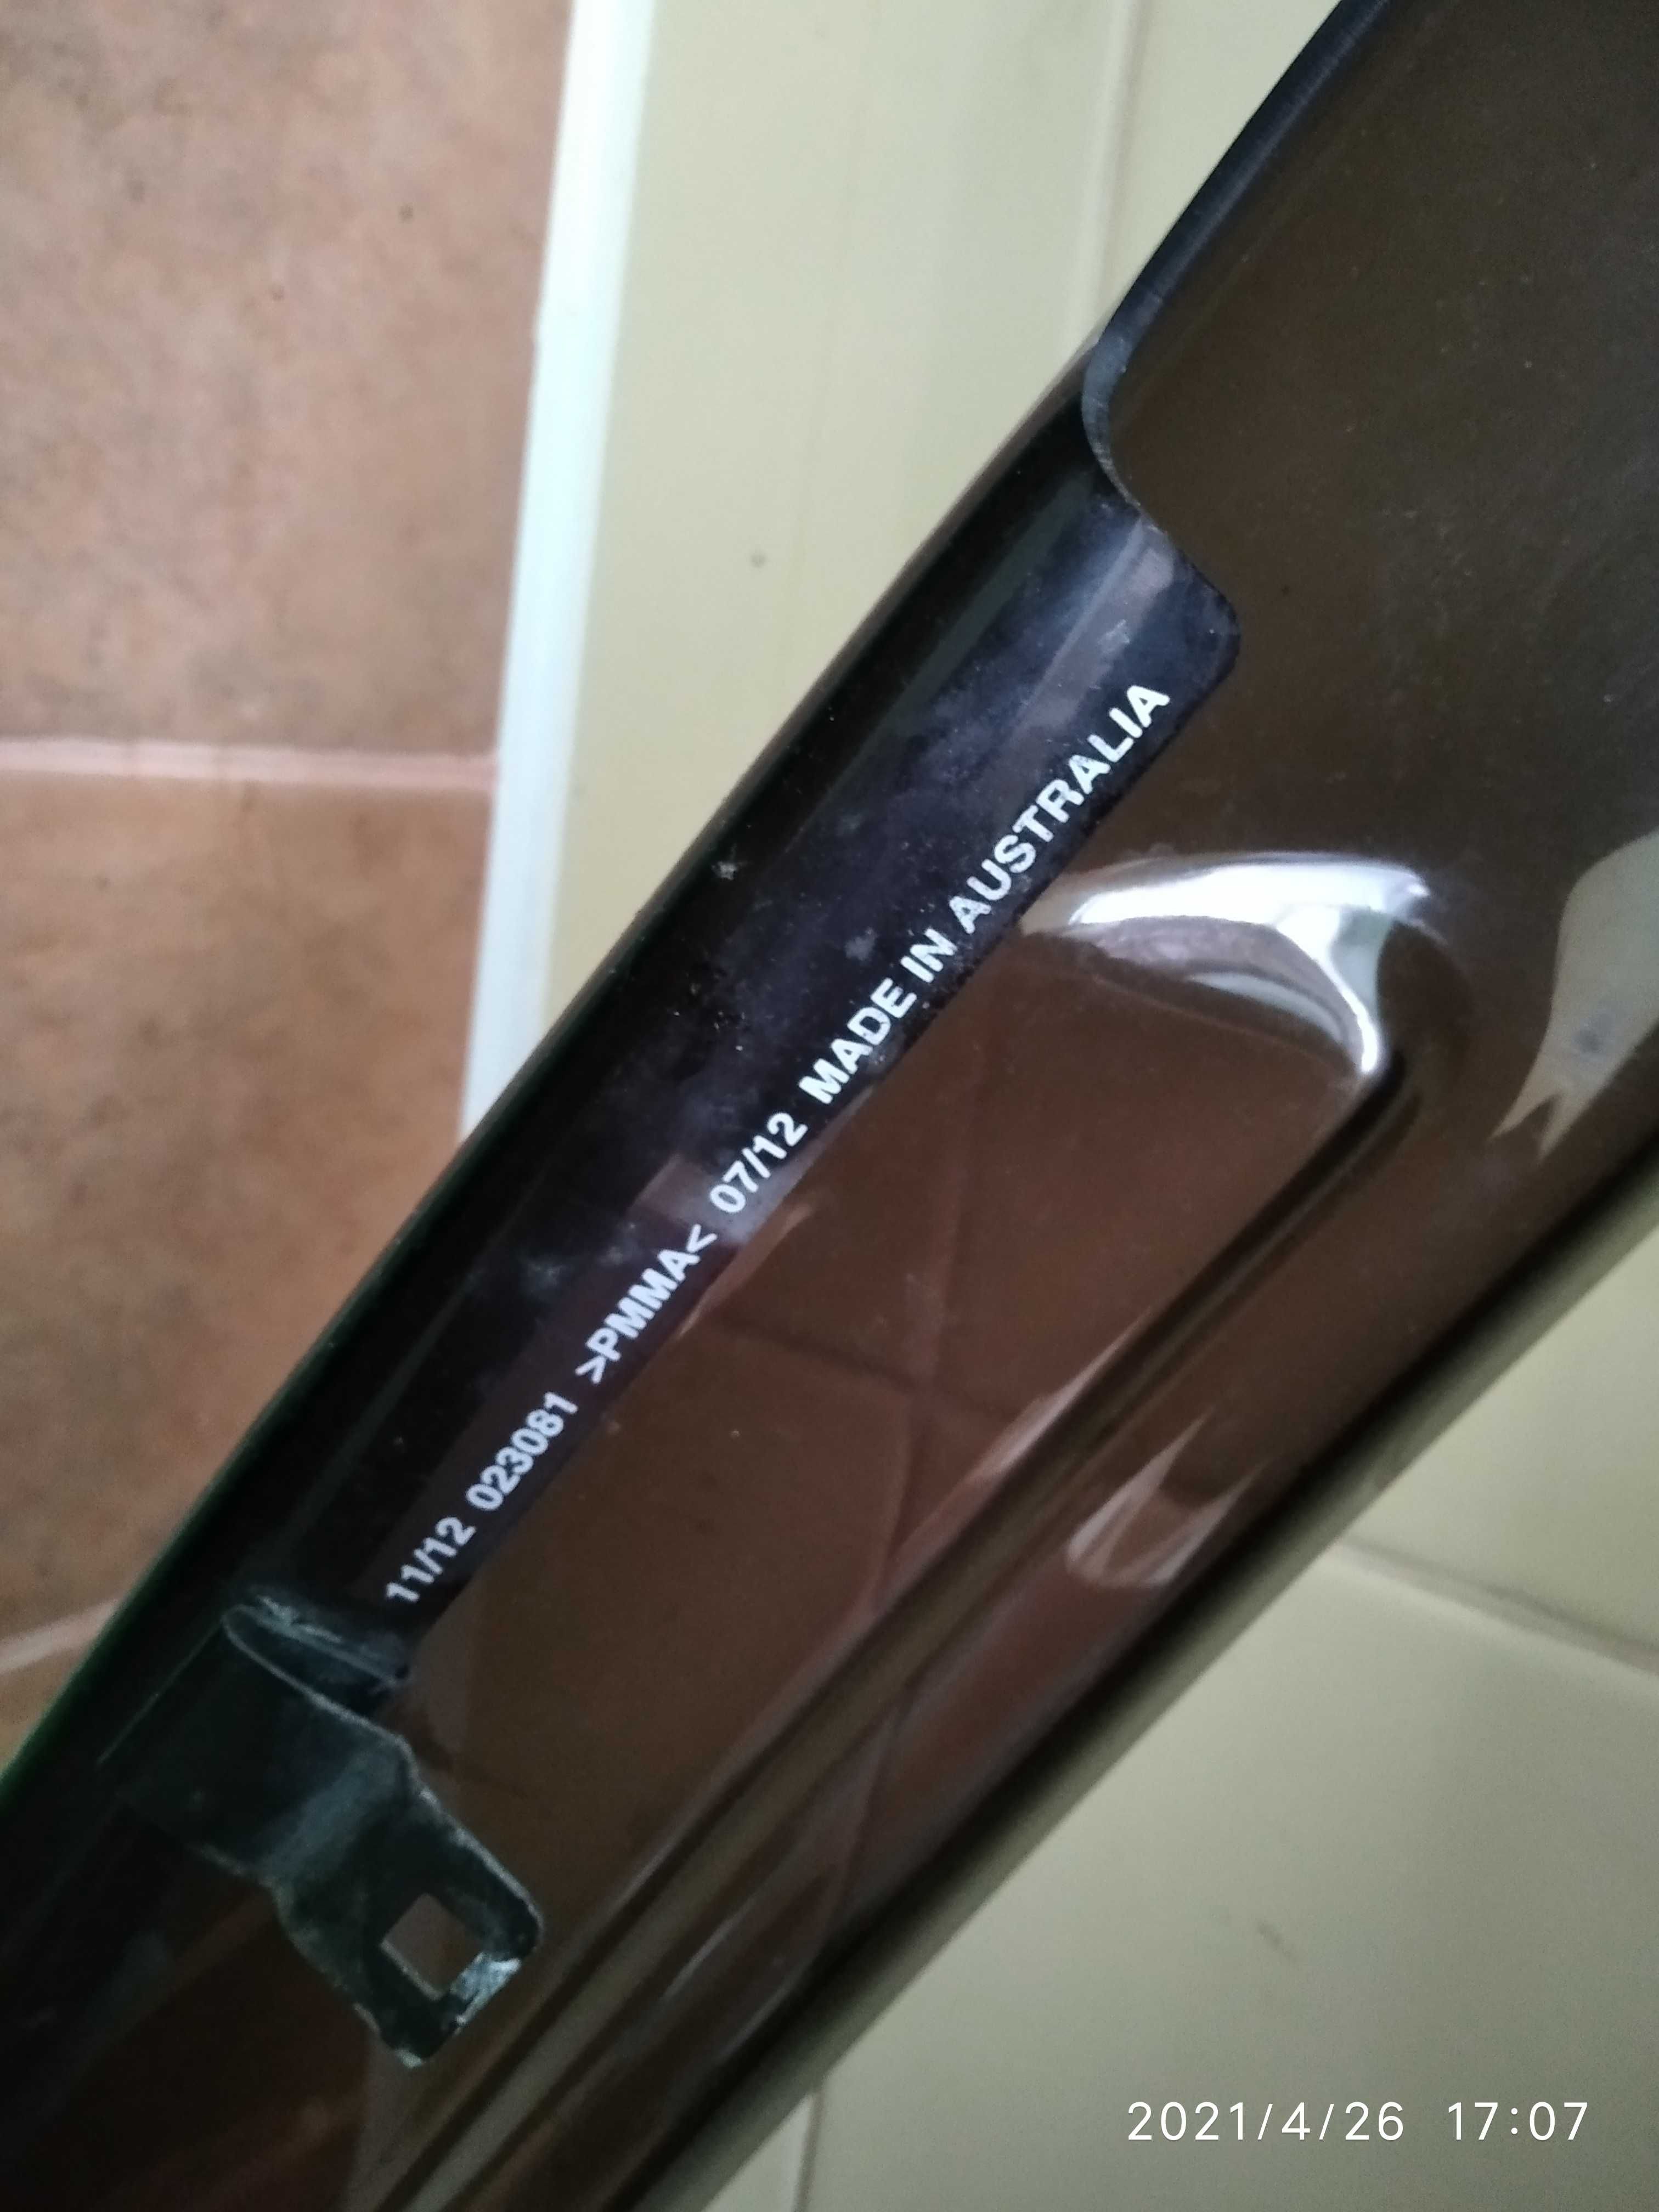 11/12 023081 >PMMA< 07/12 MADE IN AUSTRALIA
2021/4/26 17:07